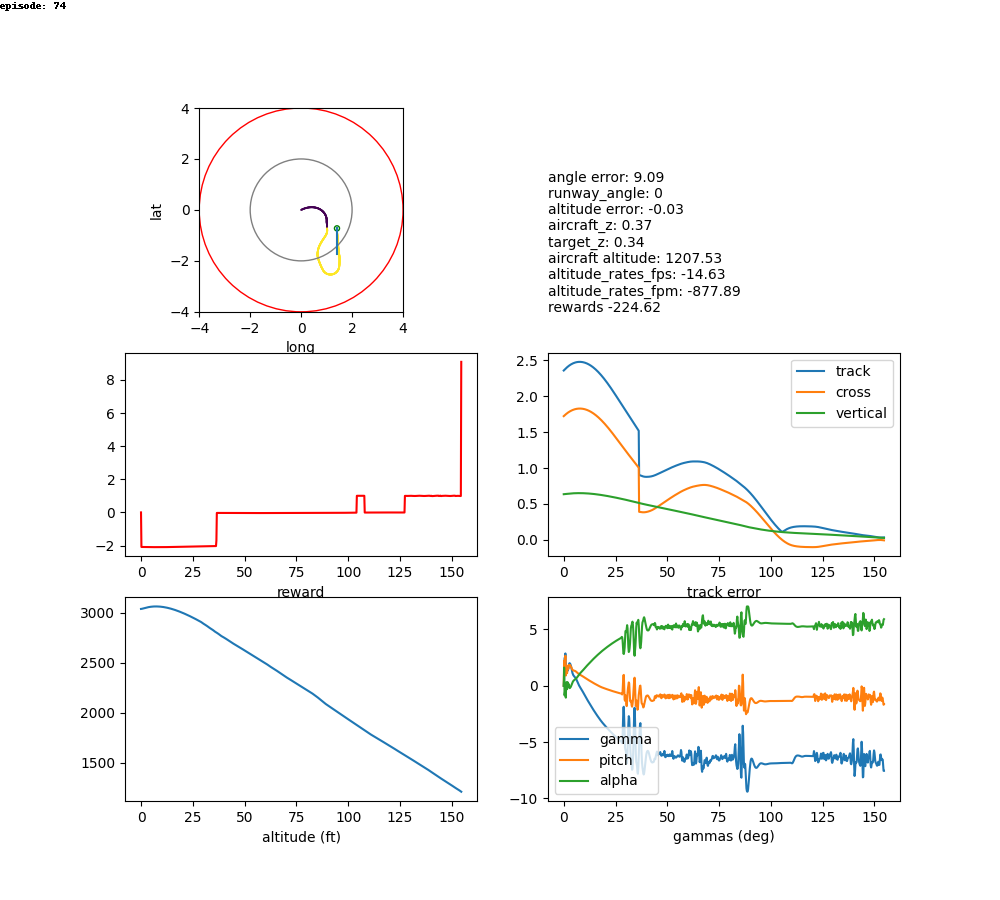 episode: 74
4
2
0
−2
−4
lat
−4 −2 0 2 4
long
angle error: 9.09
runway_angle: 0
altitude error: -0.03
aircraft_z: 0.37
target_z: 0.34
aircraft altitude: 1207.53
altitude_rates_fps: -14.63
altitude_rates_fpm: -877.89
rewards -224.62
8
6
4
2
0
−2
0 25 50 75 100 125 150
reward
2.5
2.0
1.5
1.0
0.5
0.0
track
cross
vertical
0 25 50 75 100 125 150
track error
3000
2500
2000
1500
0 25 50 75 100 125 150
altitude (ft)
5
0
−5
−10
gamma
pitch
alpha
0 25 50 75 100 125 150
gammas (deg)